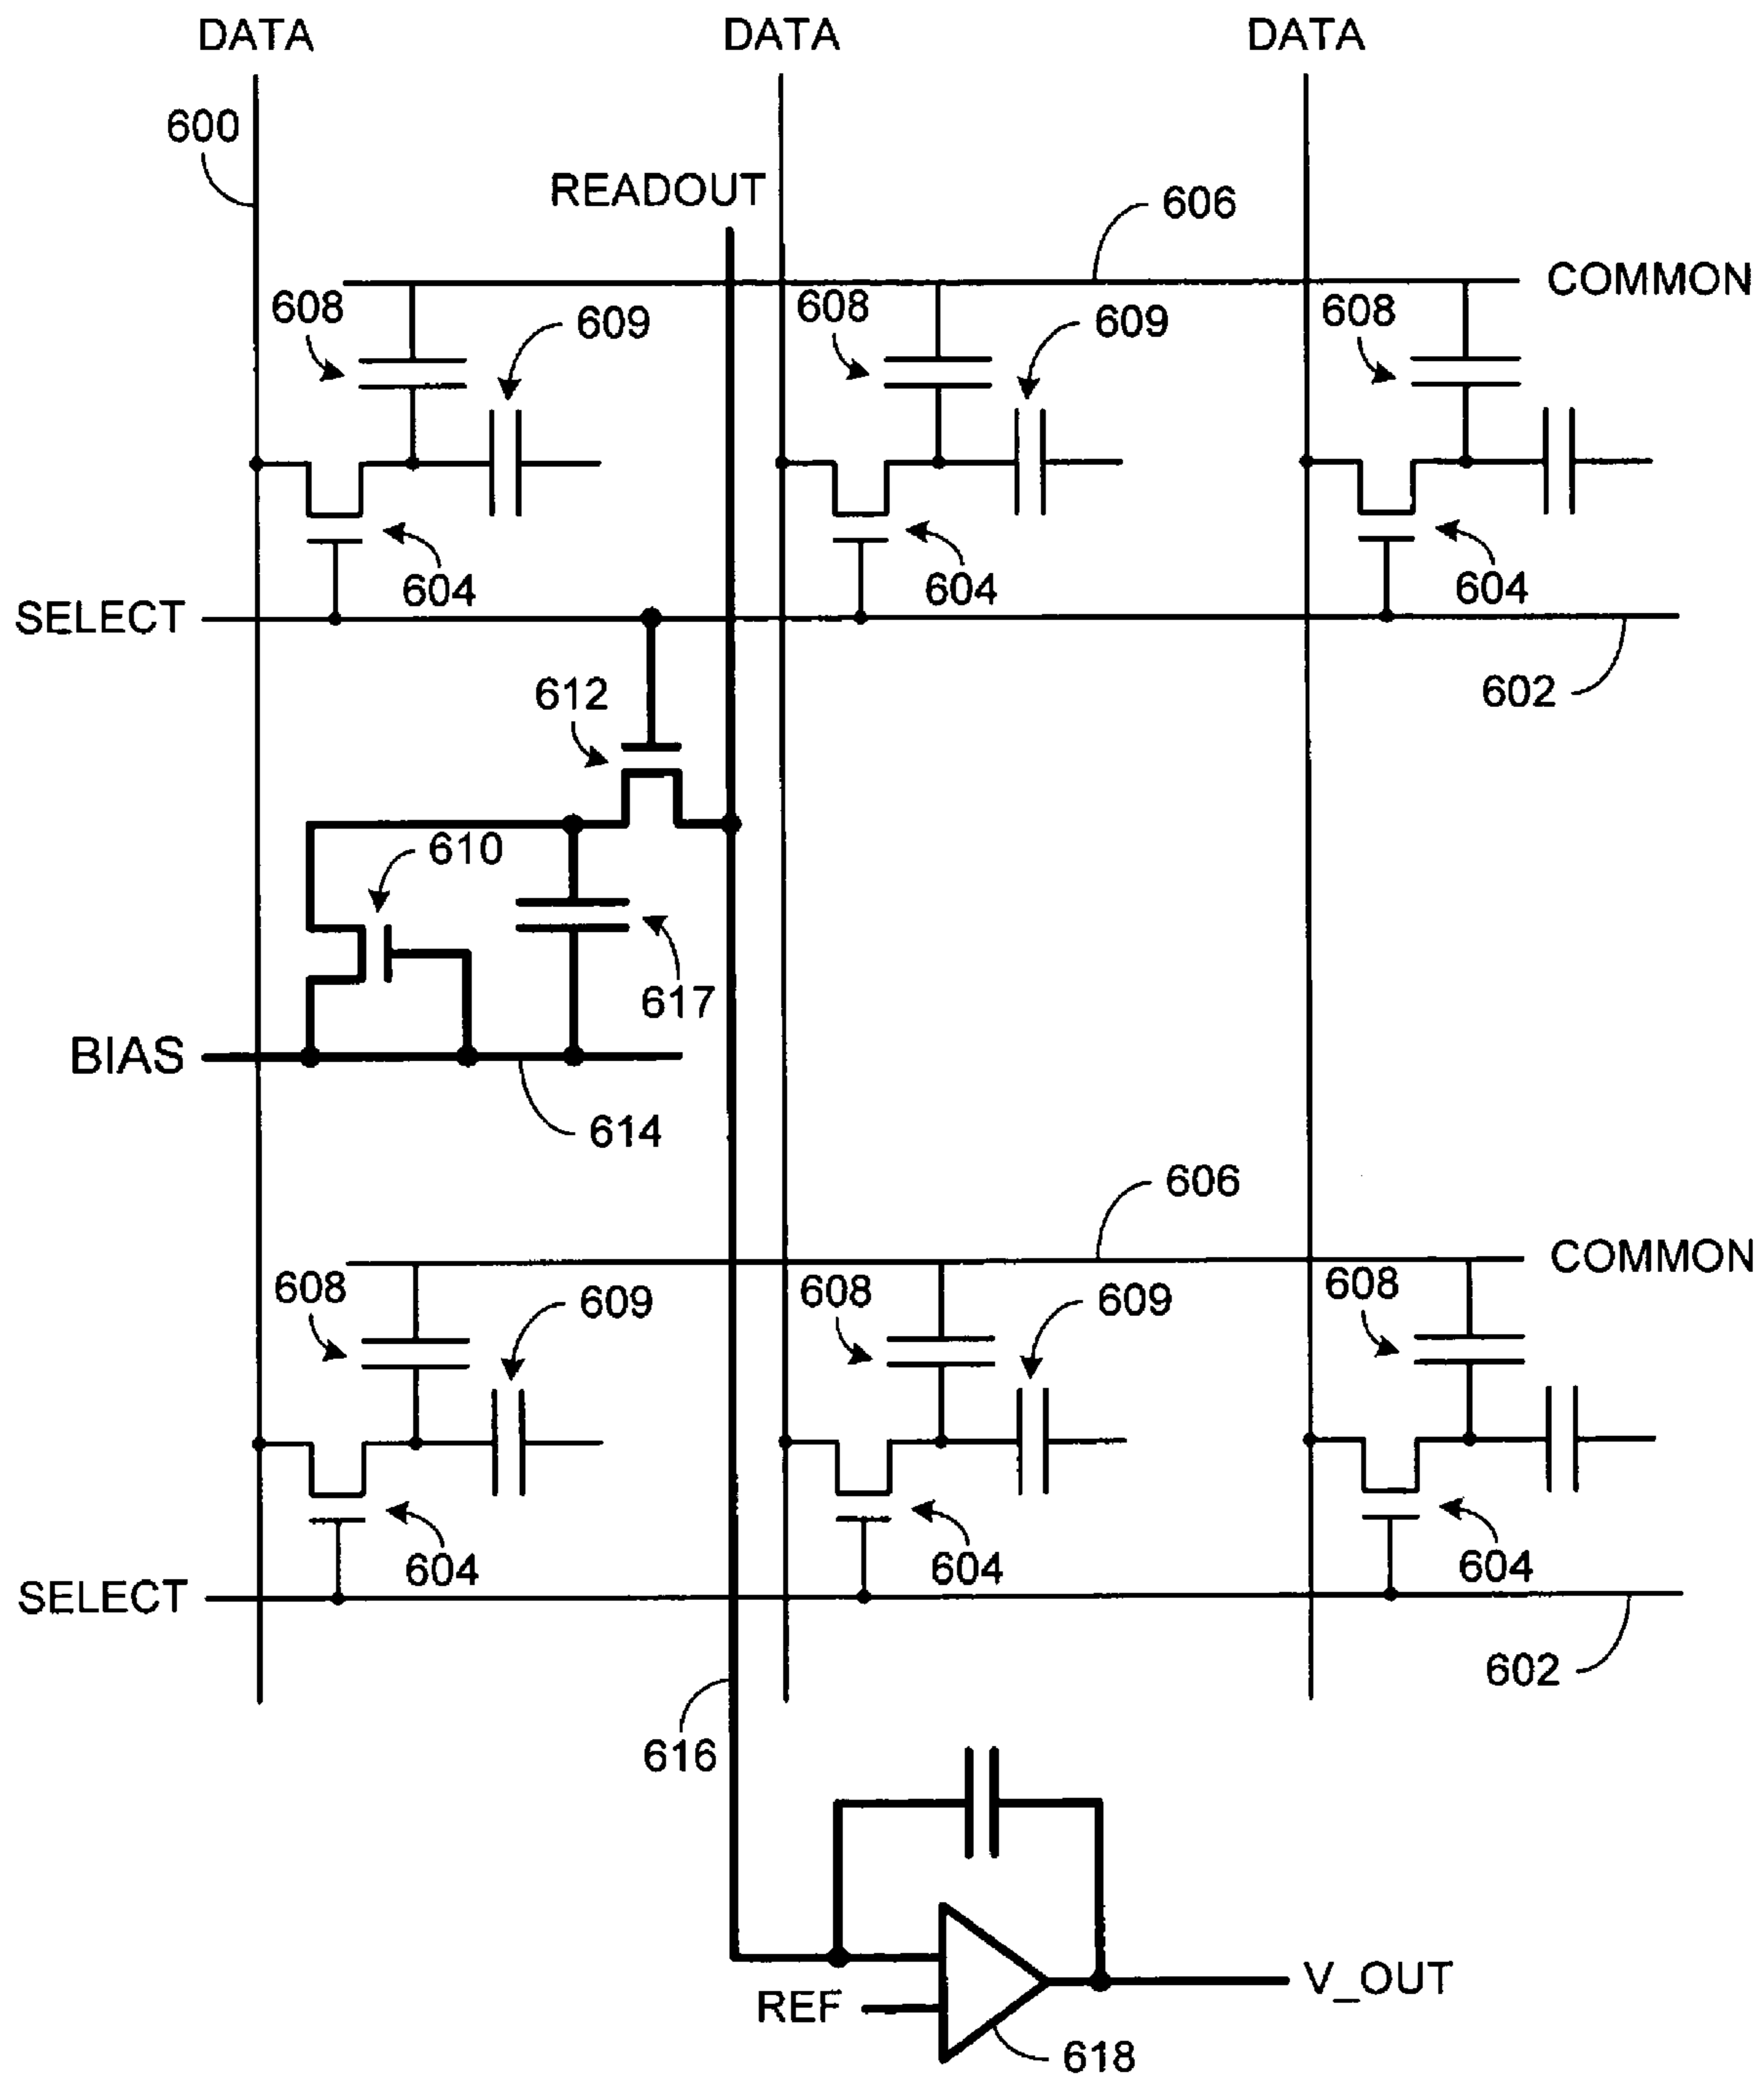 DATA DATA DATA
600
READOUT
606
COMMON
608 609 608 609 608
604 604 604
SELECT
602
612
610
617
BIAS
614
606
COMMON
608 609 608 609 608
604 604 604
SELECT
602
616
REF
V_OUT
618